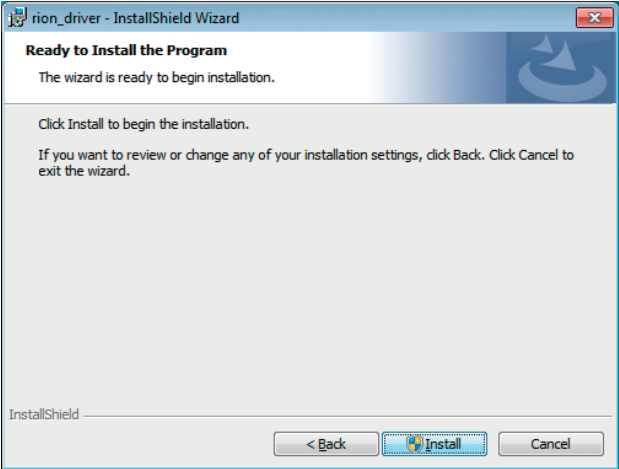 rion_driver - InstallShield Wizard
Ready to Install the Program
The wizard is ready to begin installation.
Click Install to begin the installation.
If you want to review or change any of your installation settings, click Back. Click Cancel to
exit the wizard.
InstallShield
< Back
Install
Cancel